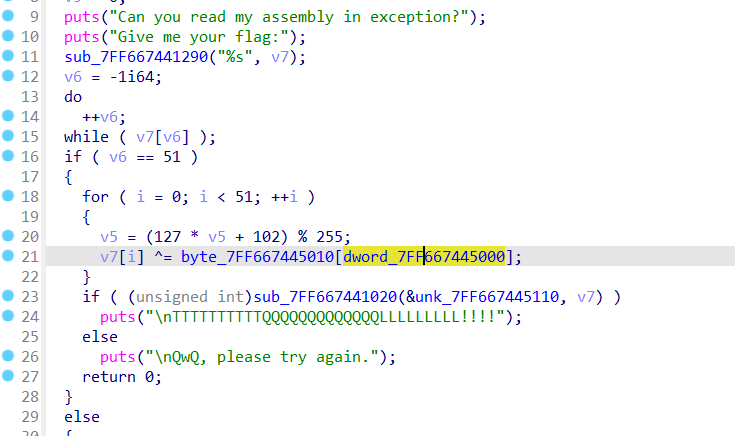 9 puts("Can you read my assembly in exception?");
10 puts("Give me your flag:");
11 sub_7FF667441290("%s", v7);
12 v6 = -1i64;
13 do
14 ++v6;
15 while ( v7[v6] );
16 if ( v6 == 51 )
17 {
18 for ( i = 0; i < 51; ++i )
19 {
20 v5 = (127 * v5 + 102) % 255;
21 v7[i] ^= byte_7FF667445010[dword_7FF667445000];
22 }
23 if ( (unsigned int)sub_7FF667441020(&unk_7FF667445110, v7) )
24 puts("\nTTTTTTTTTTQQQQQQQQQQQQQLLLLLLLLL!!!!");
25 else
26 puts("\nQwQ, please try again.");
27 return 0;
28 }
29 else
30 {